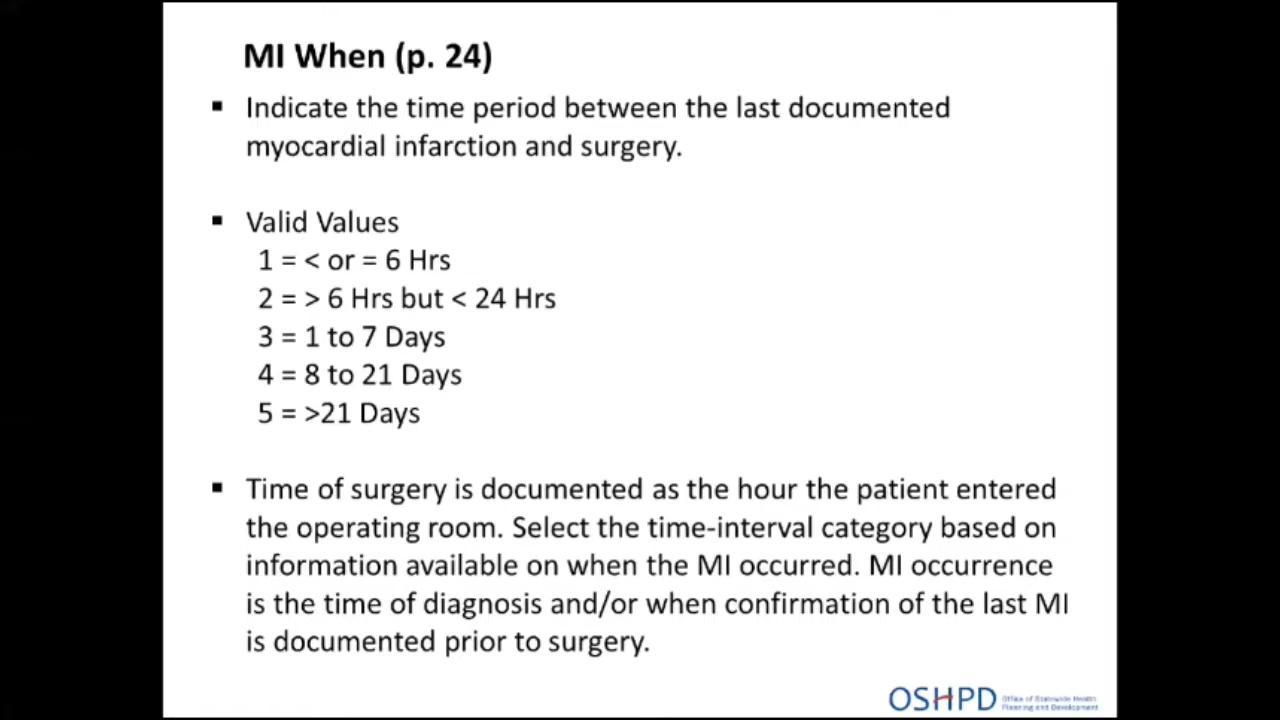 MI When (p. 24)
▪ Indicate the time period between the last documented
myocardial infarction and surgery.
▪ Valid Values
1 = < or = 6 Hrs
2 = > 6 Hrs but < 24 Hrs
3 = 1 to 7 Days
4 = 8 to 21 Days
5 = >21 Days
▪ Time of surgery is documented as the hour the patient entered
the operating room. Select the time-interval category based on
information available on when the MI occurred. MI occurrence
is the time of diagnosis and/or when confirmation of the last MI
is documented prior to surgery.
OSHPD
Office of Statewide Health
Planning and Development